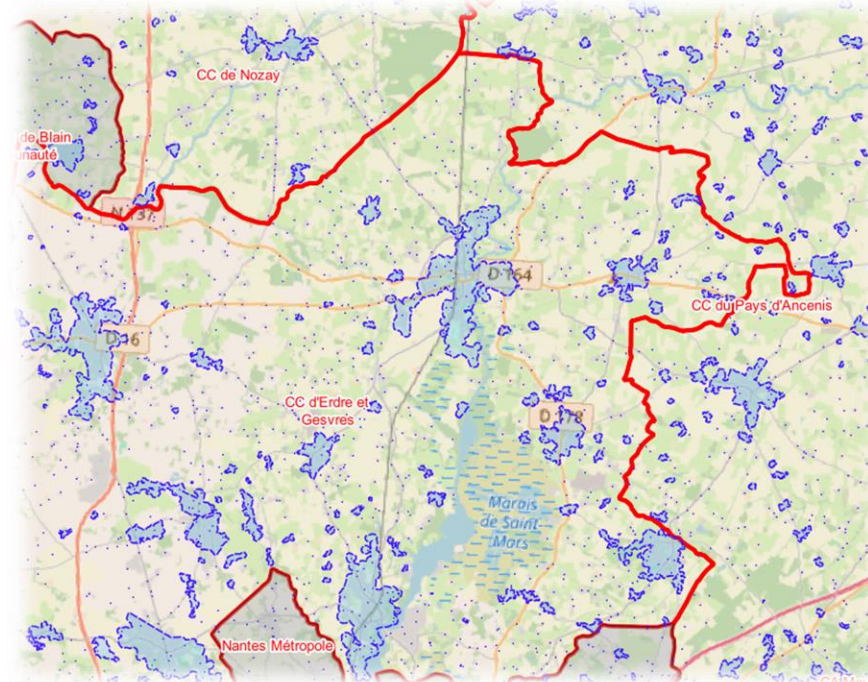 CC de Nozay
de Blain
nauté
N 137
D 164
CC du Pays d'Ancenis
D 16
CC d'Erdre et
Gesvres
D 178
Marais
de Saint-
Mars
Nantes Métropole